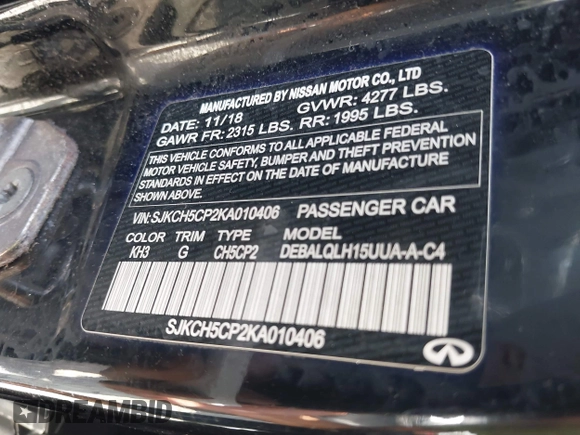 MANUFACTURED BY NISSAN MOTOR CO., LTD
DATE: 11/18 GVWR: 4277 LBS.
GAWR FR: 2315 LBS. RR: 1995 LBS.
THIS VEHICLE CONFORMS TO ALL APPLICABLE FEDERAL
MOTOR VEHICLE SAFETY, BUMPER AND THEFT PREVENTION
STANDARDS IN EFFECT ON THE DATE OF MANUFACTURE
SHOWN ABOVE.
VIN:SJKCH5CP2KA010406 PASSENGER CAR
COLOR TRIM TYPE MODEL
KH3 G CH5CP2 DEBALQLH15UUA-A-C4
SJKCH5CP2KA010406
DREAMBID